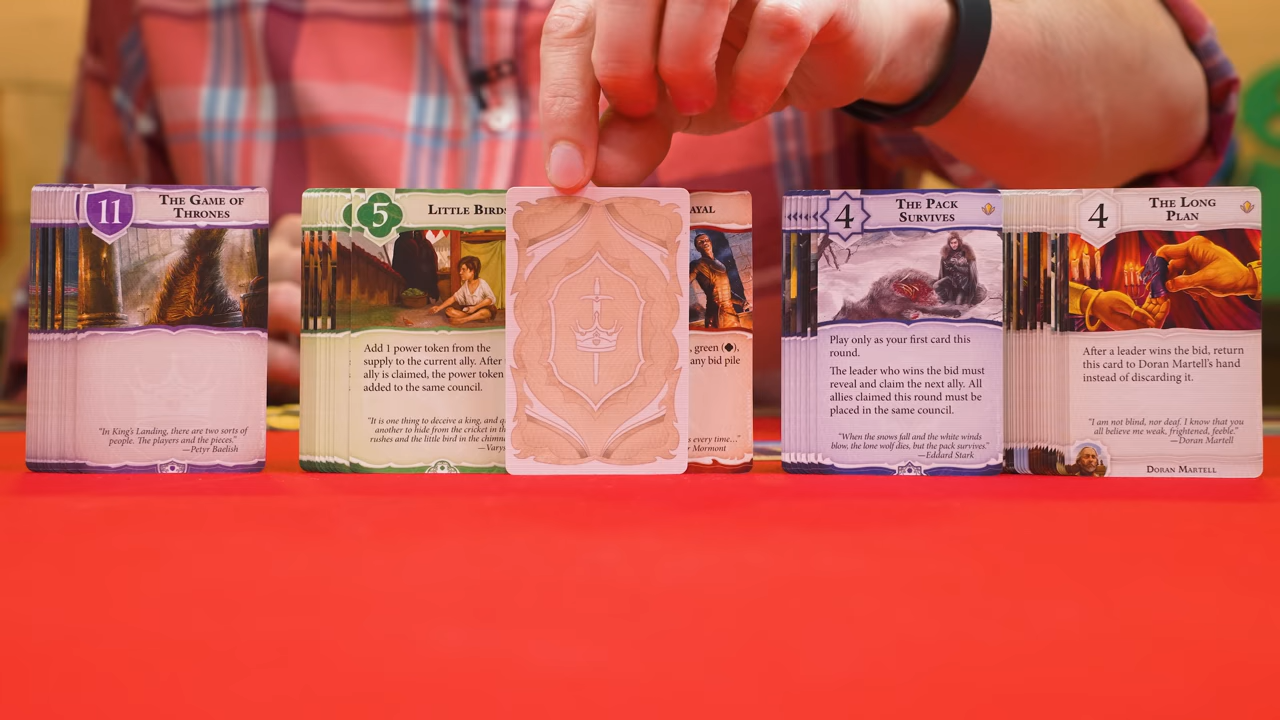 11
THE GAME OF
THRONES
"In King's Landing, there are two sorts of
people. The players and the pieces."
—Petyr Baelish
5
LITTLE BIRDS
Add 1 power token from the
supply to the current ally. After
ally is claimed, the power token
added to the same council.
"It is one thing to deceive a king, and q
another to hide from the cricket in th
rushes and the little bird in the chimn
—Varys
AYAL
, green (◆),
any bid pile
s every time…"
r Mormont
4
THE PACK
SURVIVES
Play only as your first card this
round.
The leader who wins the bid must
reveal and claim the next ally. All
allies claimed this round must be
placed in the same council.
"When the snows fall and the white winds
blow, the lone wolf dies, but the pack survives."
—Eddard Stark
4
THE LONG
PLAN
After a leader wins the bid, return
this card to Doran Martell's hand
instead of discarding it.
"I am not blind, nor deaf. I know that you
all believe me weak, frightened, feeble."
—Doran Martell
DORAN MARTELL